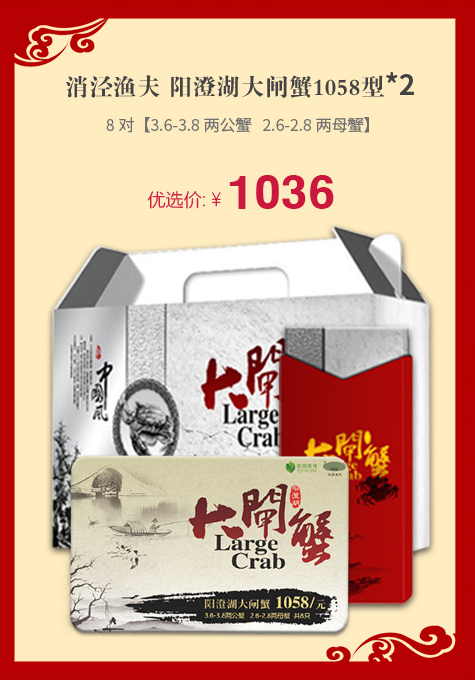 消泾渔夫 阳澄湖大闸蟹1058型*2
8 对【3.6-3.8 两公蟹 2.6-2.8 两母蟹】
优选价: ¥ 1036
中國風
大閘蟹
Large
Crab
大閘蟹
Large
Crab
阳澄湖
大閘蟹
Large
Crab
阳澄湖大闸蟹 1058/元
3.6-3.8两公蟹 2.6-2.8两母蟹 共8只